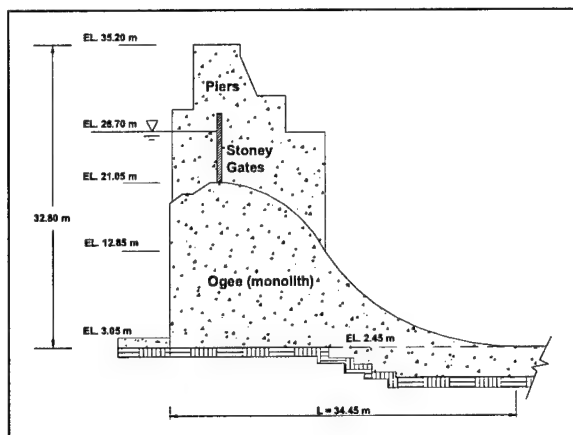 EL. 35.20 m
Piers
EL. 26.70 m
Stoney
Gates
EL. 21.05 m
32.80 m
EL. 12.85 m
Ogee (monolith)
EL. 3.05 m
EL. 2.45 m
L = 34.45 m